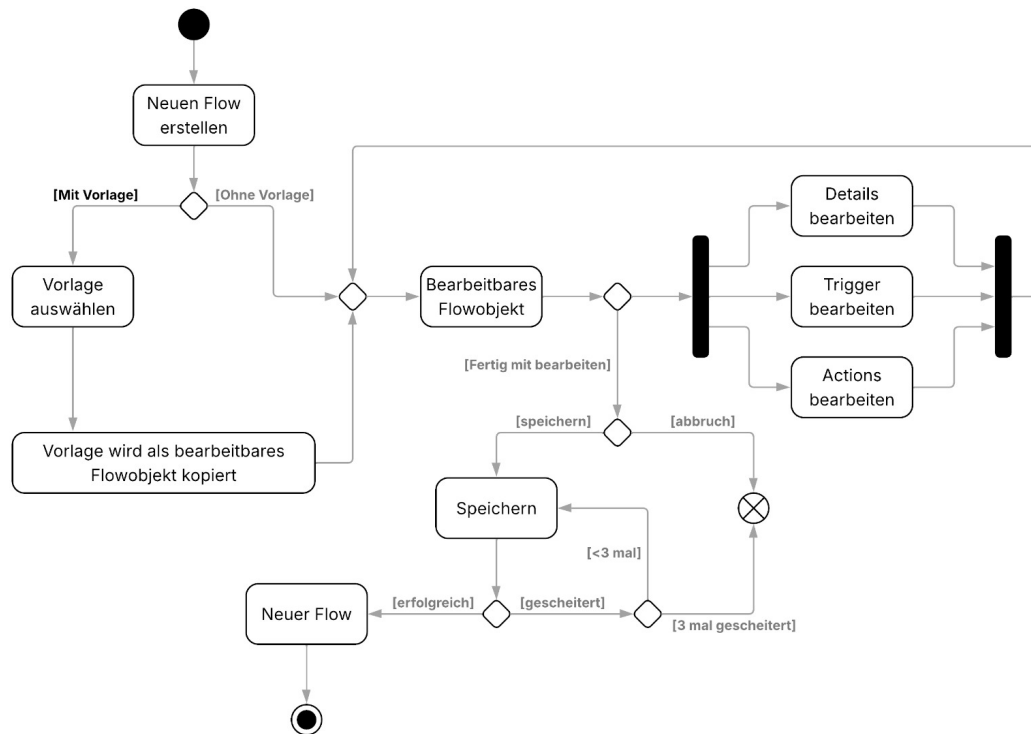 Neuen Flow
erstellen
[Mit Vorlage]
[Ohne Vorlage]
Vorlage
auswählen
Vorlage wird als bearbeitbares
Flowobjekt kopiert
Bearbeitbares
Flowobjekt
Details
bearbeiten
Trigger
bearbeiten
Actions
bearbeiten
[Fertig mit bearbeiten]
[speichern]
[abbruch]
Speichern
[<3 mal]
[erfolgreich]
[gescheitert]
[3 mal gescheitert]
Neuer Flow